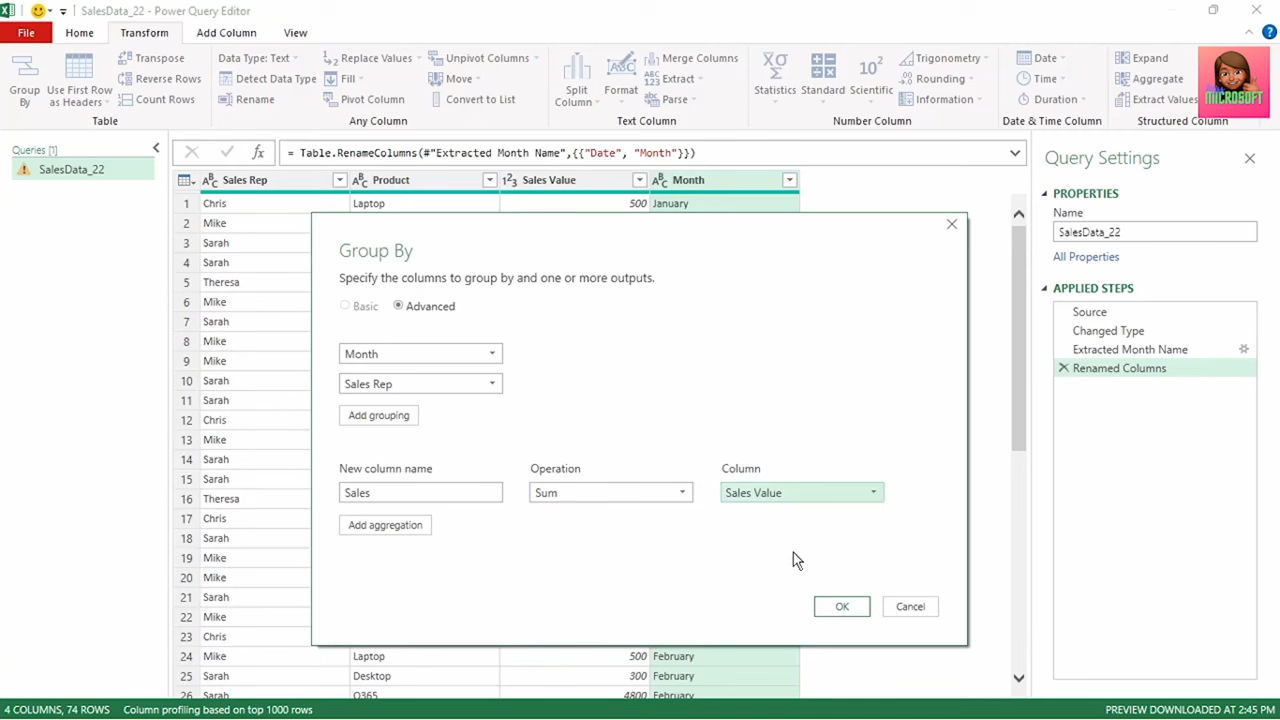 SalesData_22 - Power Query Editor
File Home Transform Add Column View
Group By
Use First Row as Headers
Transpose
Reverse Rows
Count Rows
Table
Data Type: Text
Detect Data Type
Rename
Replace Values
Fill
Pivot Column
Unpivot Columns
Move
Convert to List
Any Column
Split Column
Format
Merge Columns
Extract
Parse
Text Column
Statistics
Standard
Scientific
Trigonometry
Rounding
Information
Number Column
Date
Time
Duration
Date & Time Column
Expand
Aggregate
Extract Values
Structured Column
MICROSOFT
Queries [1]
SalesData_22
fx = Table.RenameColumns(#"Extracted Month Name",{{"Date", "Month"}})
Sales Rep Product Sales Value Month
1 Chris Laptop 500 January
2 Mike
3 Sarah
4 Sarah
5 Theresa
6 Mike
7 Sarah
8 Mike
9 Mike
10 Sarah
11 Sarah
12 Chris
13 Mike
14 Sarah
15 Sarah
16 Theresa
17 Chris
18 Sarah
19 Mike
20 Mike
21 Sarah
22 Mike
23 Chris
24 Mike Laptop 500 February
25 Sarah Desktop 300 February
26 Sarah O365 4800 February
Group By
Specify the columns to group by and one or more outputs.
Basic Advanced
Month
Sales Rep
Add grouping
New column name Operation Column
Sales Sum Sales Value
Add aggregation
OK Cancel
Query Settings
PROPERTIES
Name
SalesData_22
All Properties
APPLIED STEPS
Source
Changed Type
Extracted Month Name
Renamed Columns
4 COLUMNS, 74 ROWS Column profiling based on top 1000 rows PREVIEW DOWNLOADED AT 2:45 PM